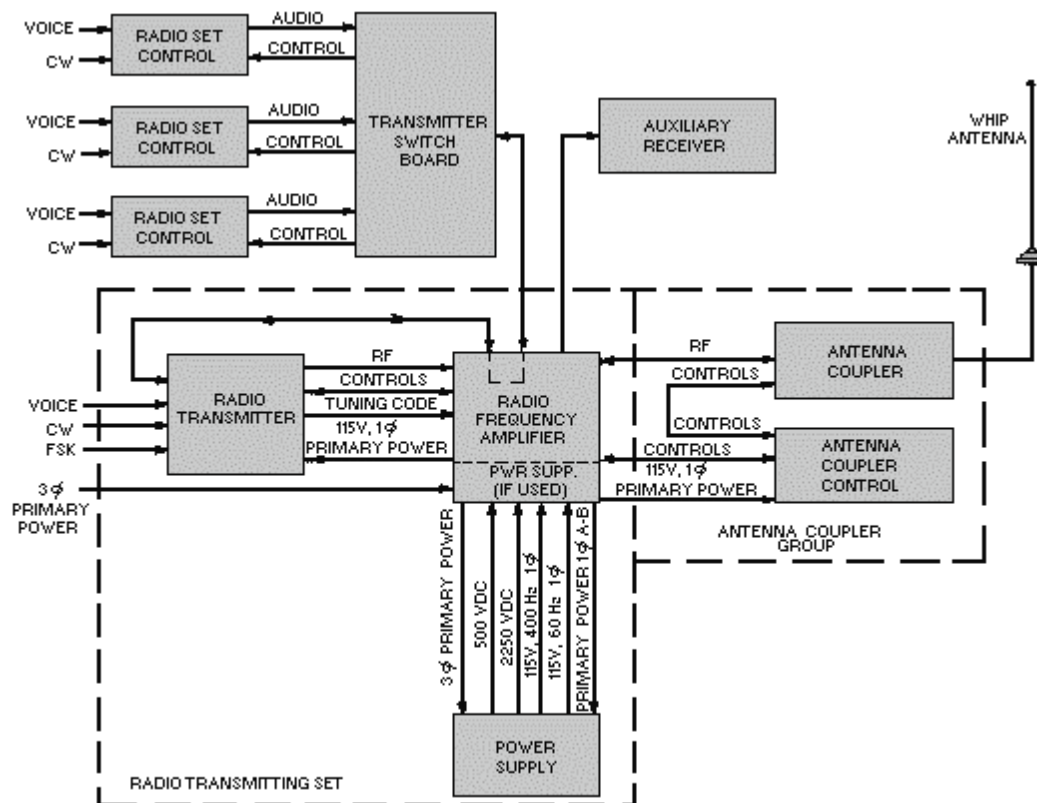 VOICE
CW
RADIO SET
CONTROL
AUDIO
CONTROL
VOICE
CW
RADIO SET
CONTROL
AUDIO
CONTROL
VOICE
CW
RADIO SET
CONTROL
AUDIO
CONTROL
TRANSMITTER
SWITCH
BOARD
AUXILIARY
RECEIVER
WHIP
ANTENNA
VOICE
CW
FSK
3ϕ
PRIMARY
POWER
RADIO
TRANSMITTER
RF
CONTROLS
TUNING CODE
115V, 1ϕ
PRIMARY POWER
RADIO
FREQUENCY
AMPLIFIER
PWR SUPP.
(IF USED)
RF
CONTROLS
CONTROLS
CONTROLS
115V, 1ϕ
PRIMARY POWER
ANTENNA
COUPLER
ANTENNA
COUPLER
CONTROL
ANTENNA COUPLER
GROUP
3ϕ PRIMARY POWER
500 VDC
2250 VDC
115V, 400 Hz 1ϕ
115V, 60 Hz 1ϕ
PRIMARY POWER 1ϕ A-B
POWER
SUPPLY
RADIO TRANSMITTING SET